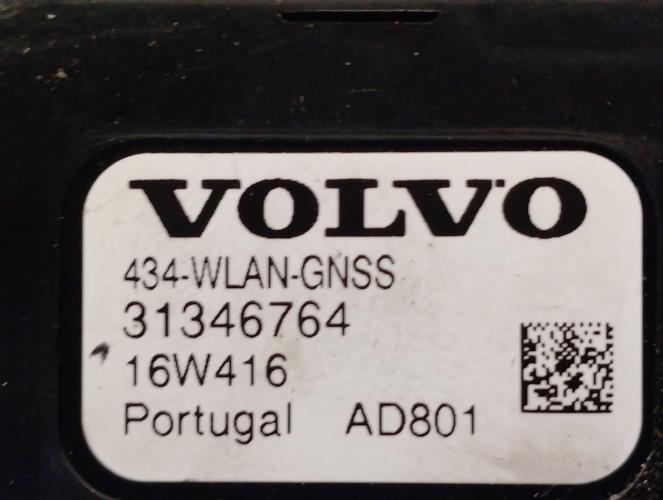 VOLVO
434-WLAN-GNSS
31346764
16W416
Portugal AD801